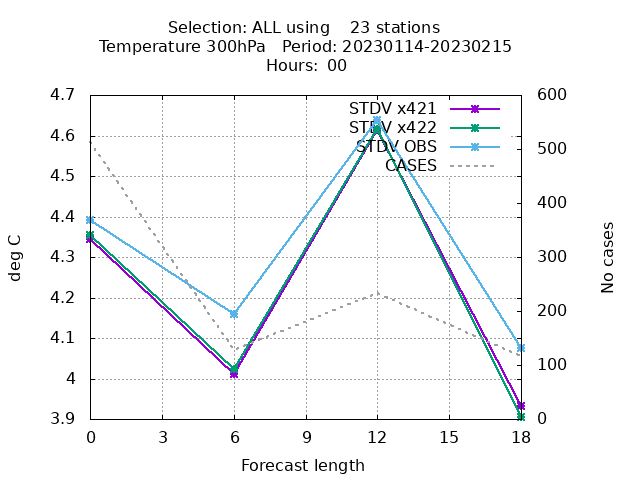 Selection: ALL using    23 stations
Temperature 300hPa   Period: 20230114-20230215
Hours: 00
4.7
4.6
4.5
4.4
4.3
4.2
4.1
4
3.9
600
500
400
300
200
100
0
STDV x421
STDV x422
STDV OBS
CASES
deg C
No cases
0 3 6 9 12 15 18
Forecast length